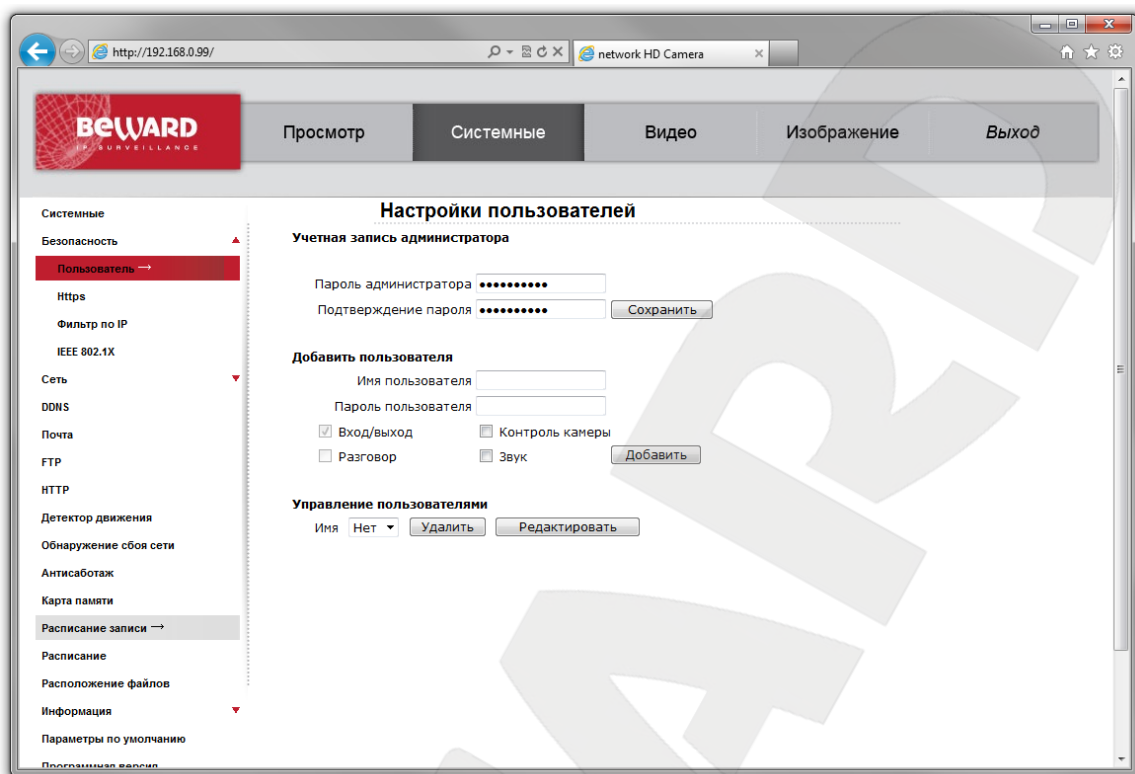 http://192.168.0.99/
network HD Camera
BEWARD
IP SURVEILLANCE
Просмотр
Системные
Видео
Изображение
Выход
Системные
Безопасность
Пользователь →
Https
Фильтр по IP
IEEE 802.1X
Сеть
DDNS
Почта
FTP
HTTP
Детектор движения
Обнаружение сбоя сети
Антисаботаж
Карта памяти
Расписание записи →
Расписание
Расположение файлов
Информация
Параметры по умолчанию
Программная версия
Настройки пользователей
Учетная запись администратора
Пароль администратора ••••••••••
Подтверждение пароля •••••••••• Сохранить
Добавить пользователя
Имя пользователя
Пароль пользователя
Вход/выход Контроль камеры
Разговор Звук Добавить
Управление пользователями
Имя Нет Удалить Редактировать